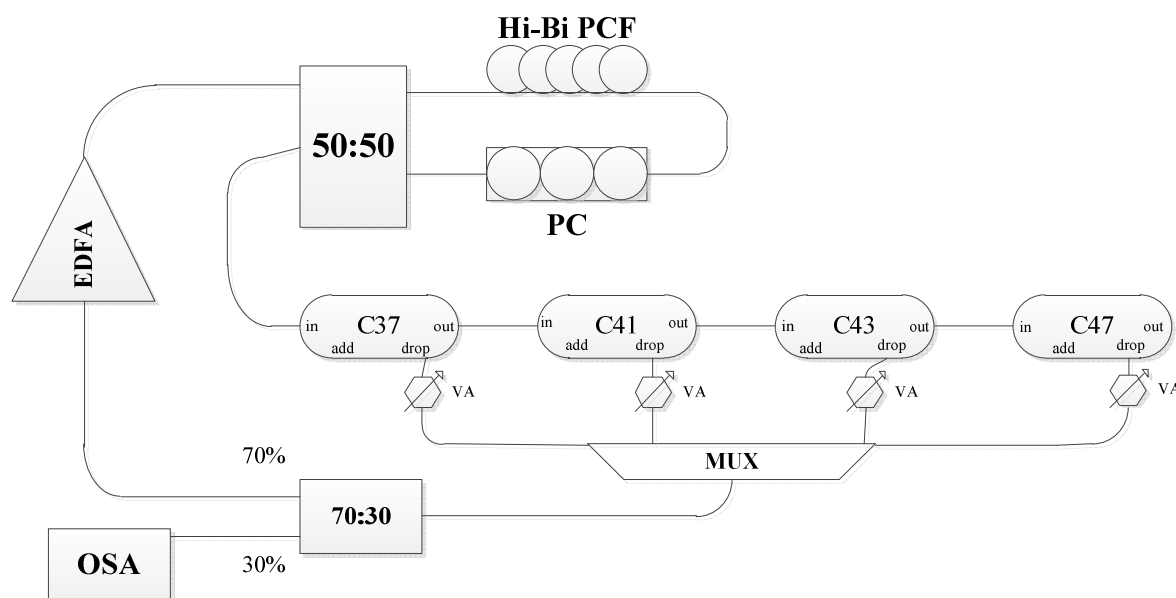 Hi-Bi PCF
50:50
PC
EDFA
in C37 out
add drop
in C41 out
add drop
in C43 out
add drop
in C47 out
add drop
VA
VA
VA
VA
MUX
70%
70:30
30%
OSA